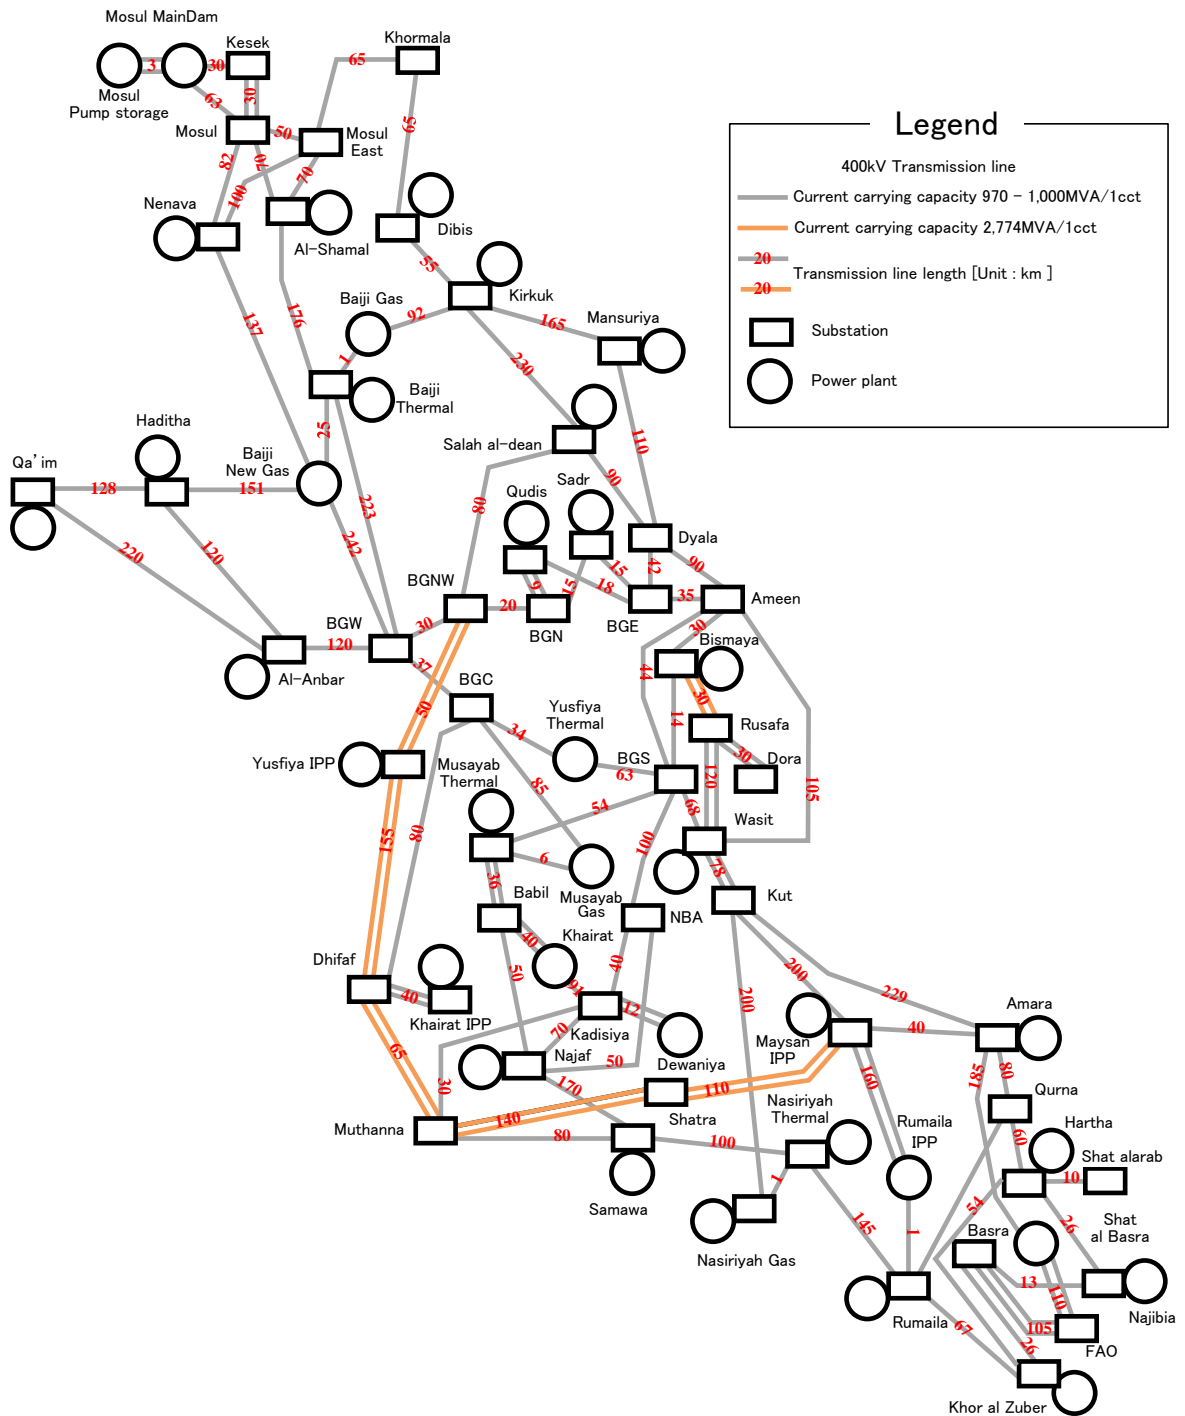 Mosul MainDam
Kesek
Khormala
3
30
65
Mosul
Pump storage
63
30
65
Mosul
50
Mosul
East
82
70
70
100
Nenava
Al-Shamal
Dibis
55
Kirkuk
Baiji Gas
92
165
Mansuriya
137
176
1
230
Baiji
Thermal
Haditha
25
Salah al-dean
110
Qa'im
Baiji
New Gas
Sadr
90
128
151
Qudis
223
80
242
Dyala
220
120
BGNW
9
15
15
18
42
90
20
35
Ameen
BGW
30
BGN
BGE
30
Bismaya
120
37
44
Al-Anbar
BGC
50
30
14
Yusfiya
Thermal
34
Rusafa
Yusfiya IPP
Musayab
Thermal
BGS
30
Dora
63
120
85
105
54
68
Wasit
155
80
100
6
78
36
Musayab
Gas
Babil
Kut
NBA
40
Khairat
Dhifaf
50
40
91
200
200
229
40
Khairat IPP
12
Amara
70
Kadisiya
Maysan
IPP
40
Najaf
50
Dewaniya
65
170
160
185
80
30
110
Nasiriyah
Thermal
Qurna
Shatra
Rumaila
IPP
Hartha
Muthanna
140
80
100
60
Shat alarab
1
10
Samawa
54
26
Shat
al Basra
145
1
Basra
Nasiriyah Gas
13
110
Najibia
Rumaila
67
105
26
FAO
Khor al Zuber
Legend
400kV Transmission line
Current carrying capacity 970 - 1,000MVA/1cct
Current carrying capacity 2,774MVA/1cct
20
Transmission line length [Unit : km ]
20
Substation
Power plant